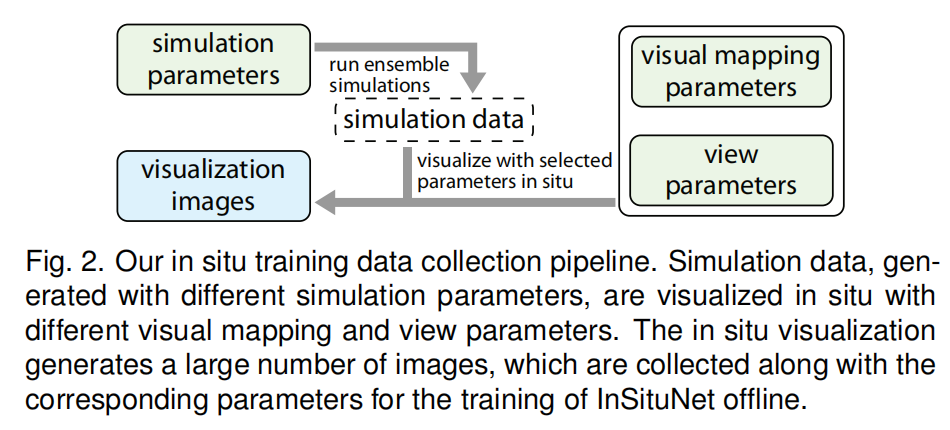 simulation
parameters
run ensemble
simulations
simulation data
visual mapping
parameters
view
parameters
visualize with selected
parameters in situ
visualization
images
Fig. 2. Our in situ training data collection pipeline. Simulation data, gen-
erated with different simulation parameters, are visualized in situ with
different visual mapping and view parameters. The in situ visualization
generates a large number of images, which are collected along with the
corresponding parameters for the training of InSituNet offline.